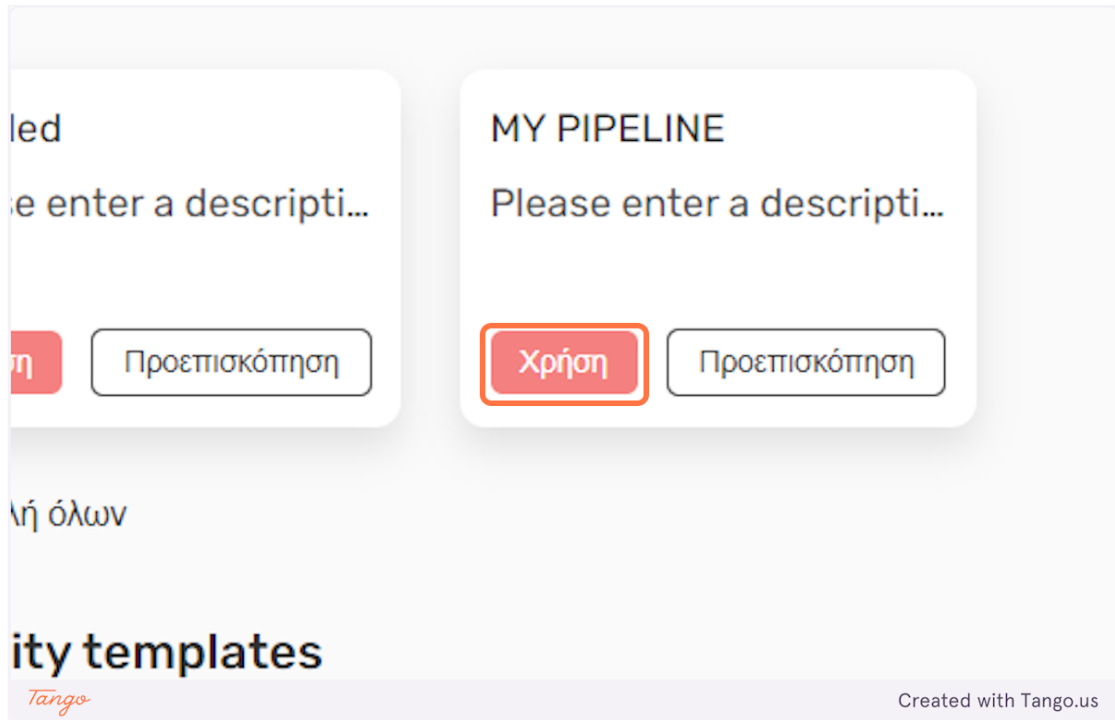 led
MY PIPELINE
se enter a descripti...
Please enter a descripti...
ση
Προεπισκόπηση
Χρήση
Προεπισκόπηση
λή όλων
ity templates
Tango
Created with Tango.us